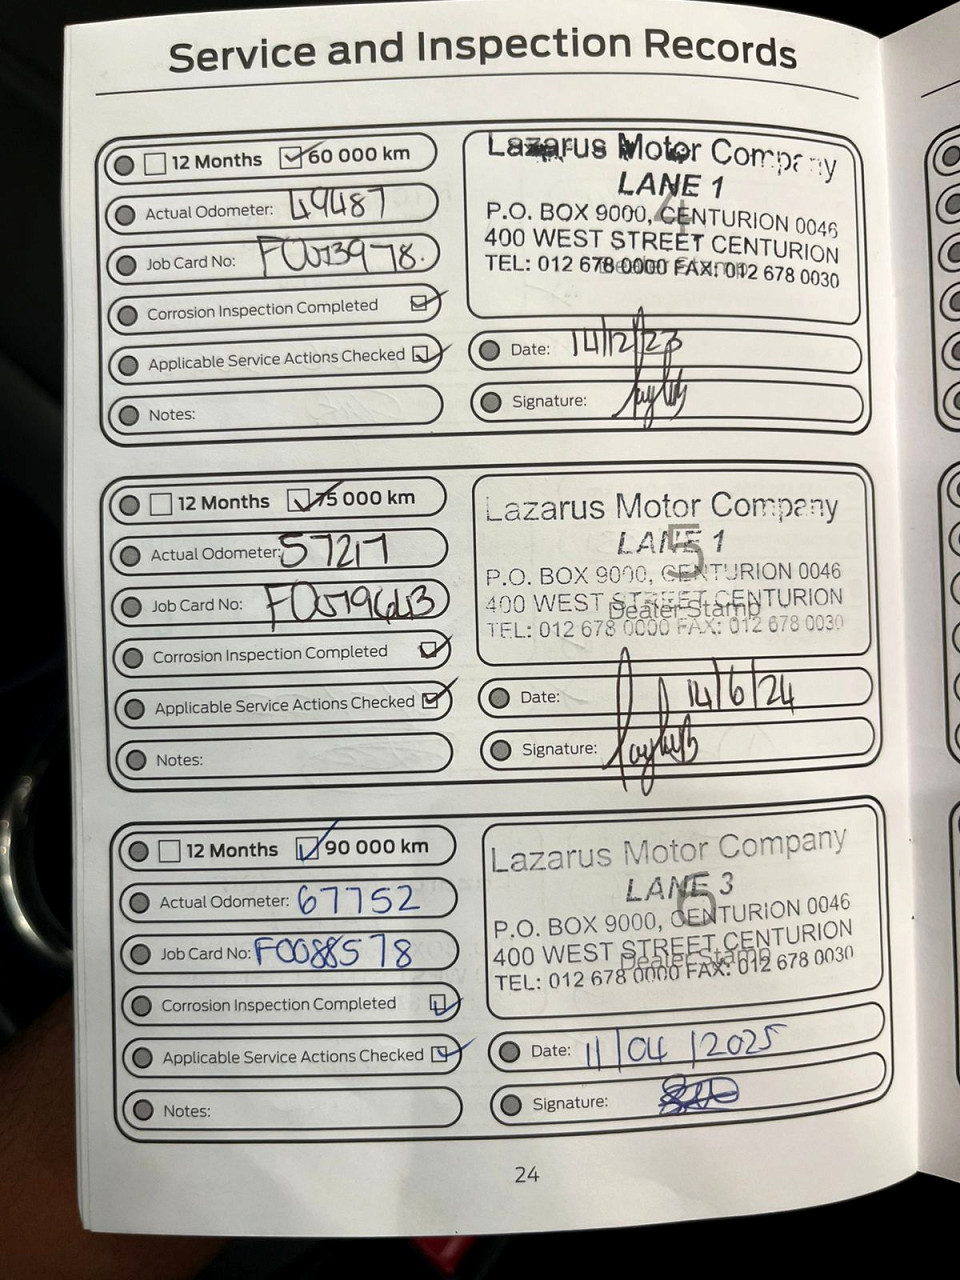 Service and Inspection Records
12 Months 60 000 km
Actual Odometer: 49487
Job Card No:
Corrosion Inspection Completed
Applicable Service Actions Checked
Notes:
Lazarus Motor Company
LANE 1
4
P.O. BOX 9000, CENTURION 0046
400 WEST STREET CENTURION
TEL: 012 678 0000 FAX: 012 678 0030
Date: 14/12/23
Signature:
12 Months 75 000 km
Actual Odometer: 57217
Job Card No:
Corrosion Inspection Completed
Applicable Service Actions Checked
Notes:
Lazarus Motor Company
LANE 1
5
P.O. BOX 9000, CENTURION 0046
400 WEST STREET CENTURION
Dealer Stamp
TEL: 012 678 0000 FAX: 012 678 0030
Date: 14/6/24
Signature:
12 Months 90 000 km
Actual Odometer: 67752
Job Card No: F0088578
Corrosion Inspection Completed
Applicable Service Actions Checked
Notes:
Lazarus Motor Company
LANE 3
6
P.O. BOX 9000, CENTURION 0046
400 WEST STREET CENTURION
Dealer Stamp
TEL: 012 678 0000 FAX: 012 678 0030
Date: 11/04/2025
Signature:
24